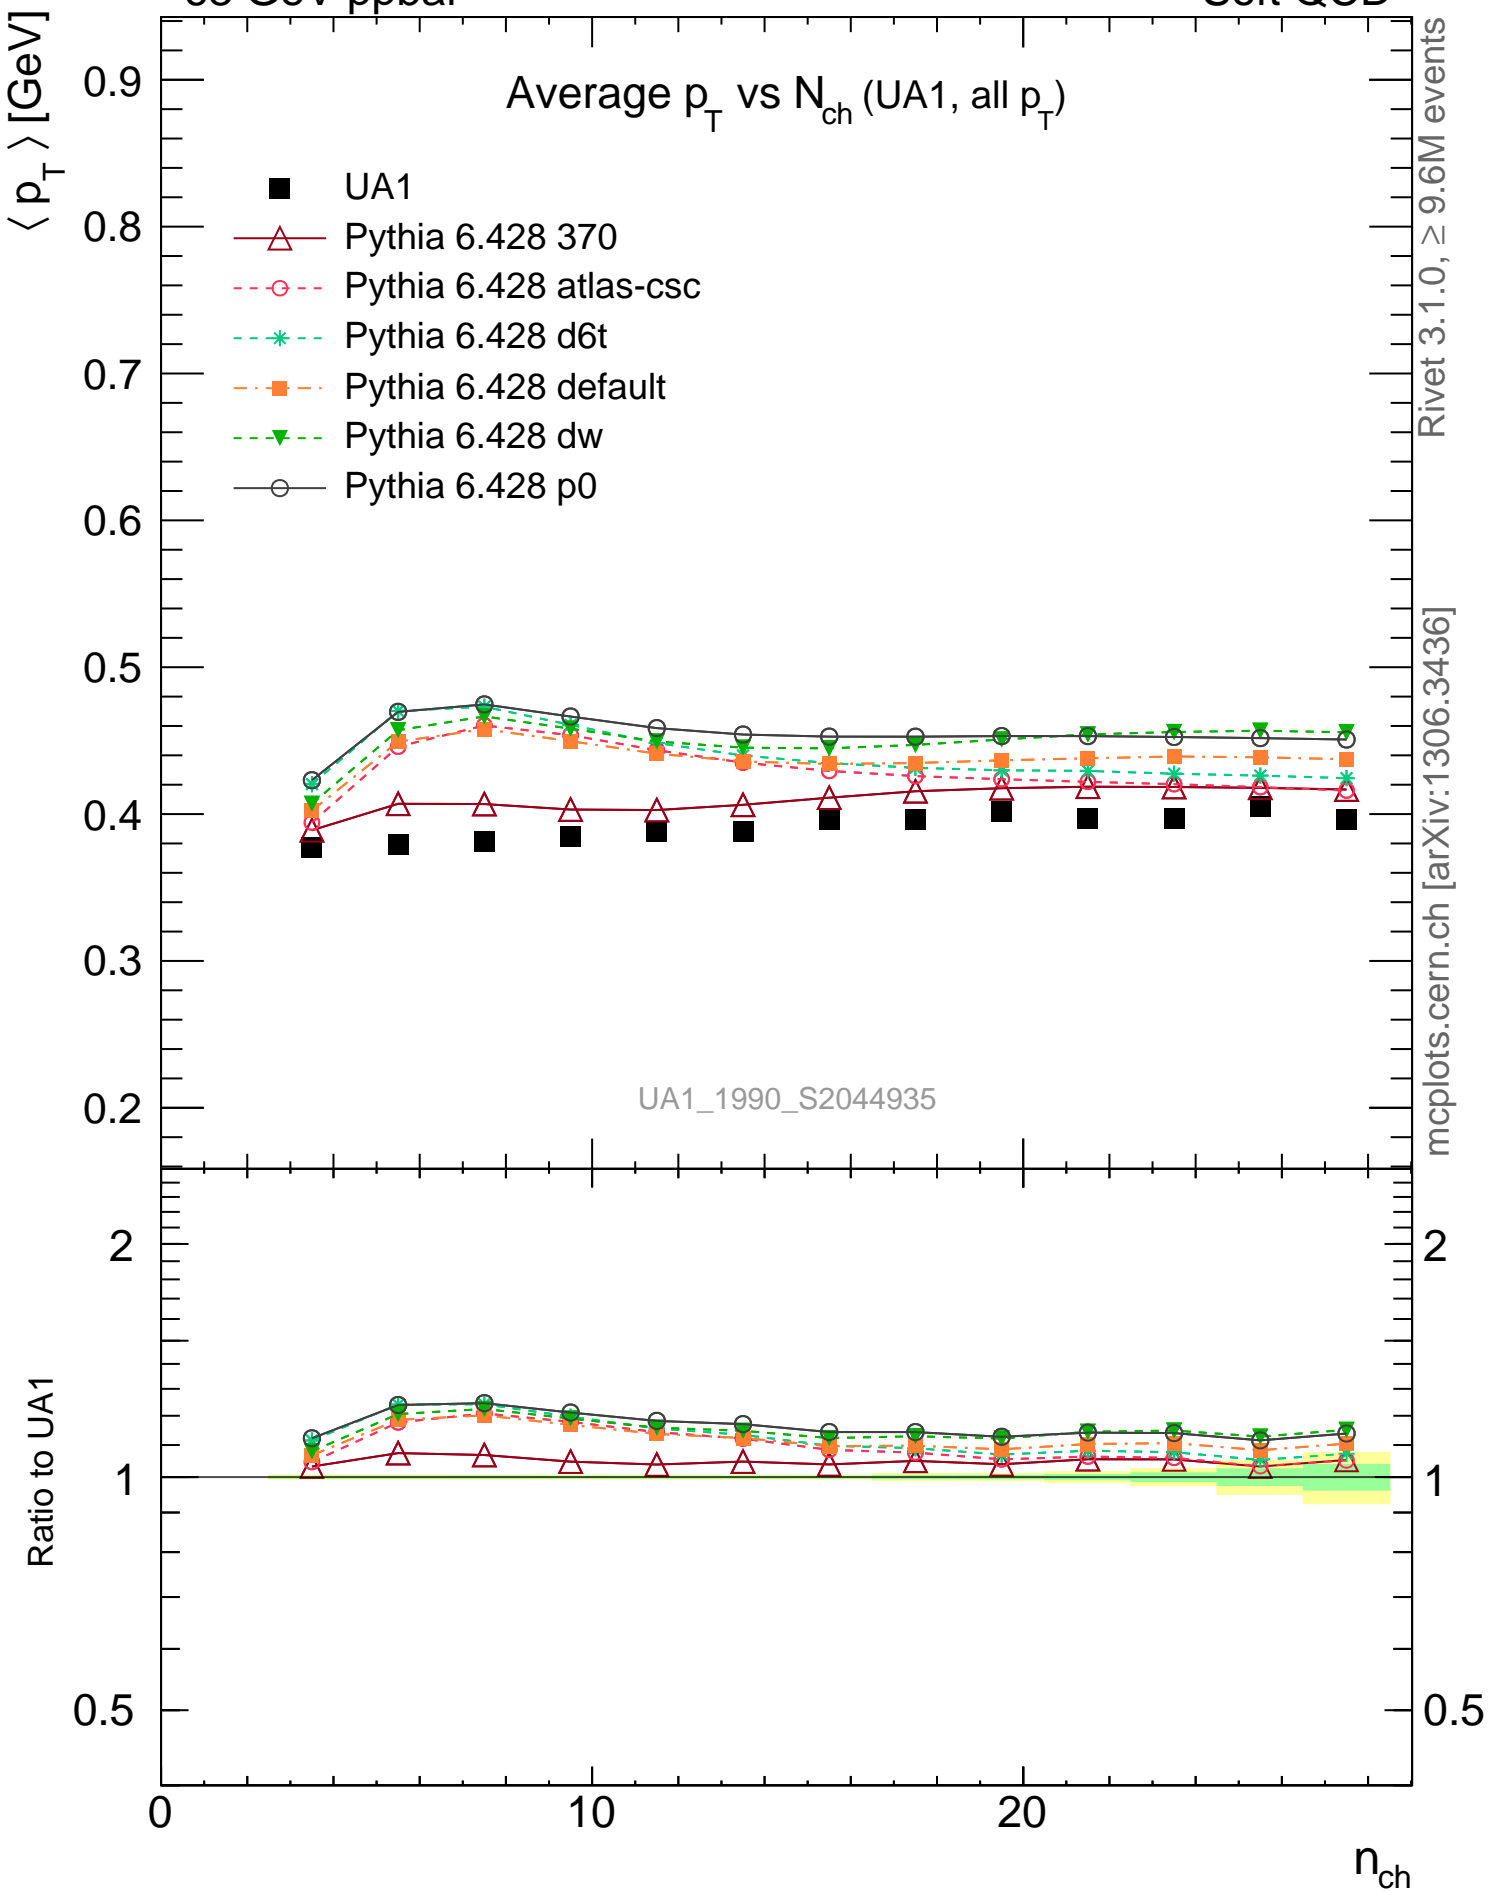 GeV ppbar
Soft QCD
⟨ p_T ⟩ [GeV]
Average p_T vs N_ch (UA1, all p_T)
UA1
Pythia 6.428 370
Pythia 6.428 atlas-csc
Pythia 6.428 d6t
Pythia 6.428 default
Pythia 6.428 dw
Pythia 6.428 p0
0.9
0.8
0.7
0.6
0.5
0.4
0.3
0.2
UA1_1990_S2044935
Rivet 3.1.0, ≥ 9.6M events
mcplots.cern.ch [arXiv:1306.3436]
Ratio to UA1
2
1
0.5
2
1
0.5
0
10
20
n_ch